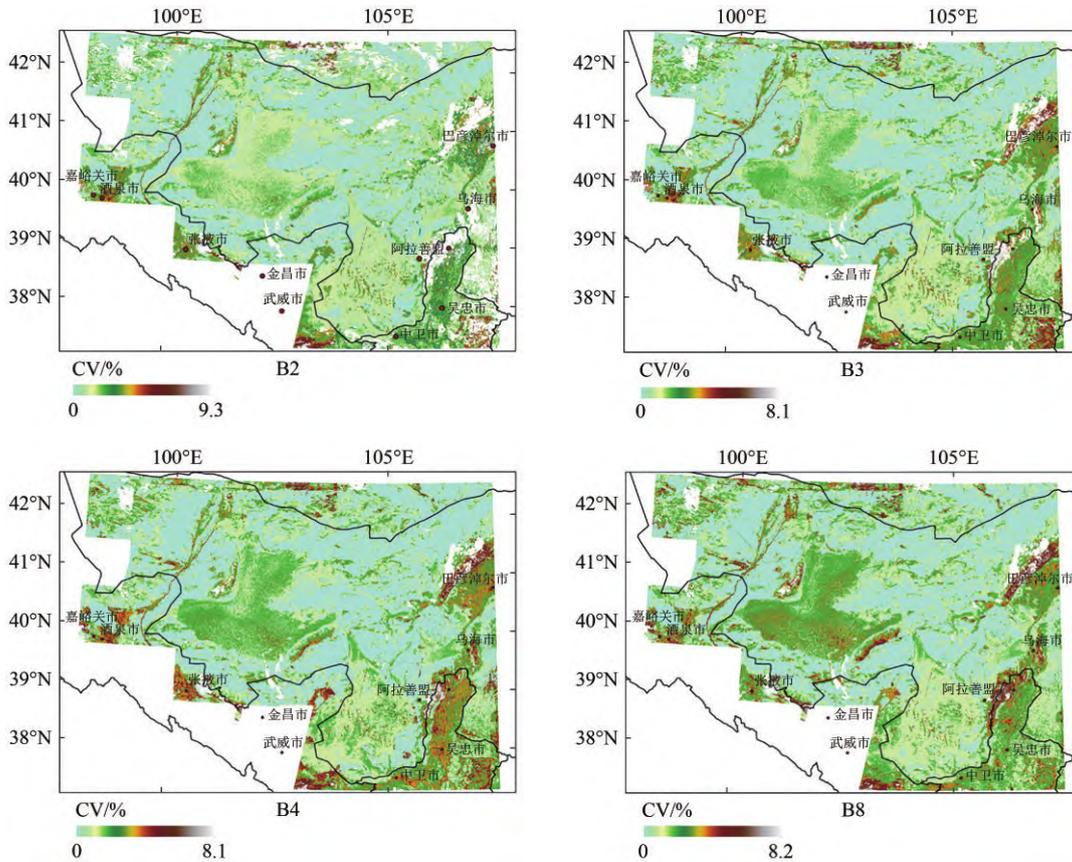 100°E 105°E
42°N
41°N
巴彦淖尔市
40°N
嘉峪关市
酒泉市
乌海市
39°N
张掖市
阿拉善盟
金昌市
38°N
武威市
吴忠市
中卫市
CV/%
B2
0 9.3
100°E 105°E
42°N
41°N
巴彦淖尔市
40°N
嘉峪关市
酒泉市
乌海市
39°N
张掖市
阿拉善盟
金昌市
38°N
武威市
吴忠市
中卫市
CV/%
B3
0 8.1
100°E 105°E
42°N
41°N
巴彦淖尔市
40°N
嘉峪关市
酒泉市
乌海市
39°N
张掖市
阿拉善盟
金昌市
38°N
武威市
吴忠市
中卫市
CV/%
B4
0 8.1
100°E 105°E
42°N
41°N
巴彦淖尔市
40°N
嘉峪关市
酒泉市
乌海市
39°N
张掖市
阿拉善盟
金昌市
38°N
武威市
吴忠市
中卫市
CV/%
B8
0 8.2